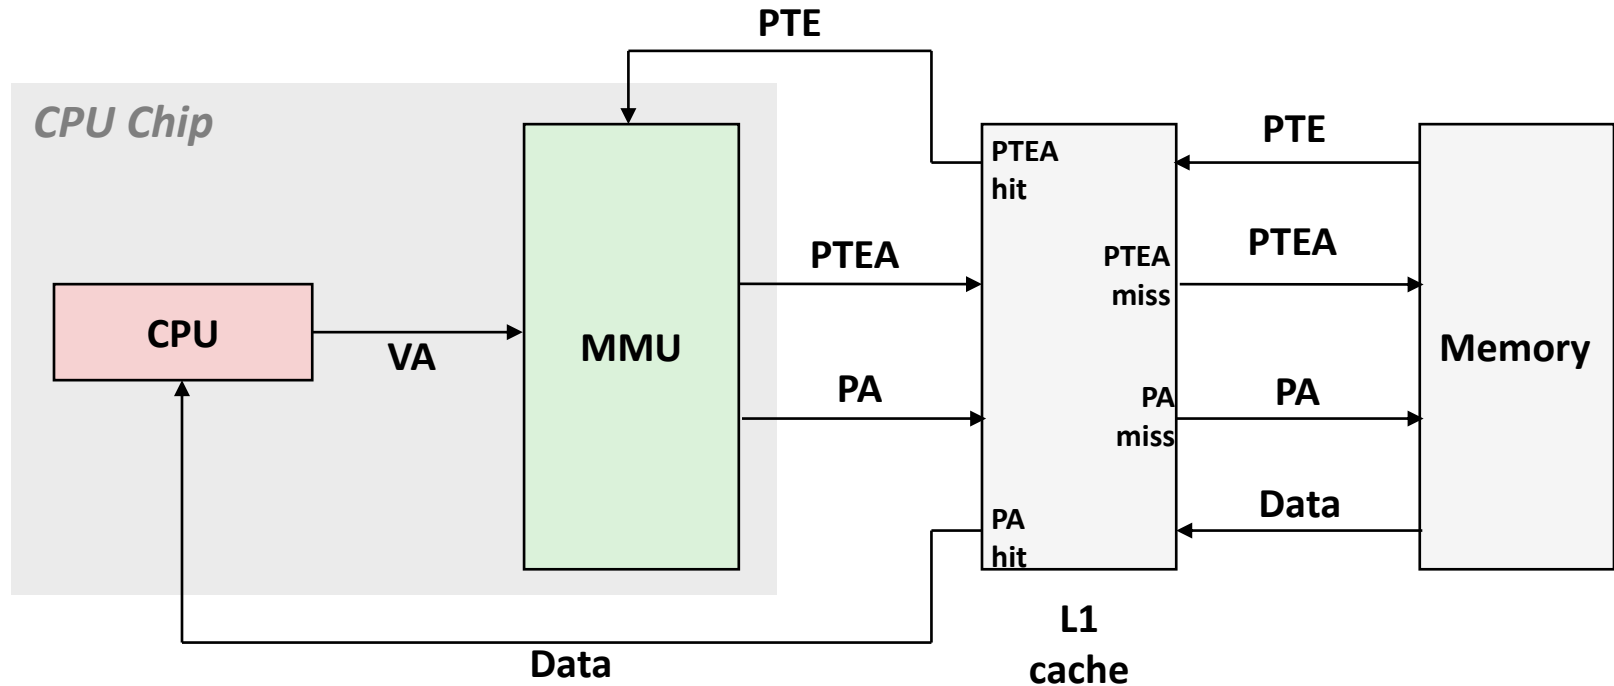 PTE
CPU Chip
PTEA
hit
PTE
PTEA
PTEA
miss
PTEA
CPU
VA
MMU
Memory
PA
PA
miss
PA
PA
hit
Data
Data
L1
cache